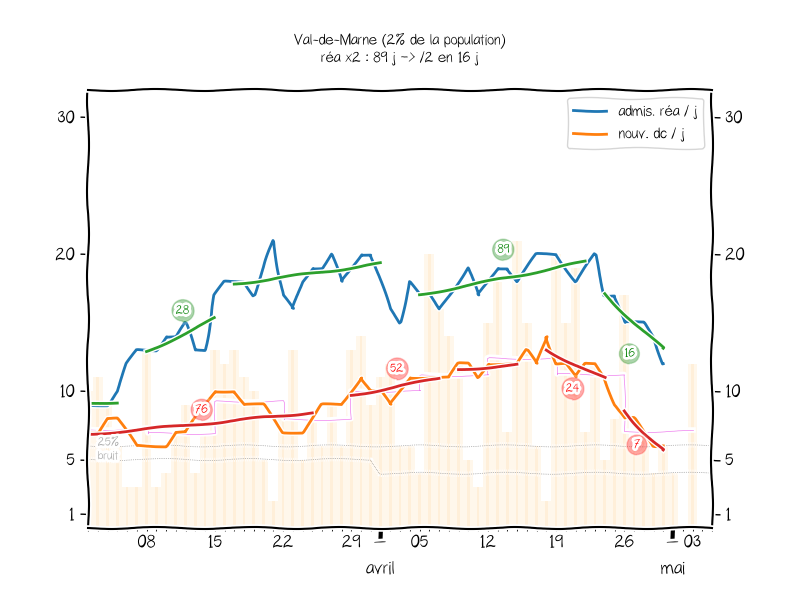 Val-de-Marne (2% de la population)
réa x2 : 89 j -> /2 en 16 j
admis. réa / j
nouv. dc / j
30
30
20
20
10
10
5
5
1
1
89
28
16
52
76
24
7
25%
bruit
08 15 22 29 05 12 19 26 03
avril mai